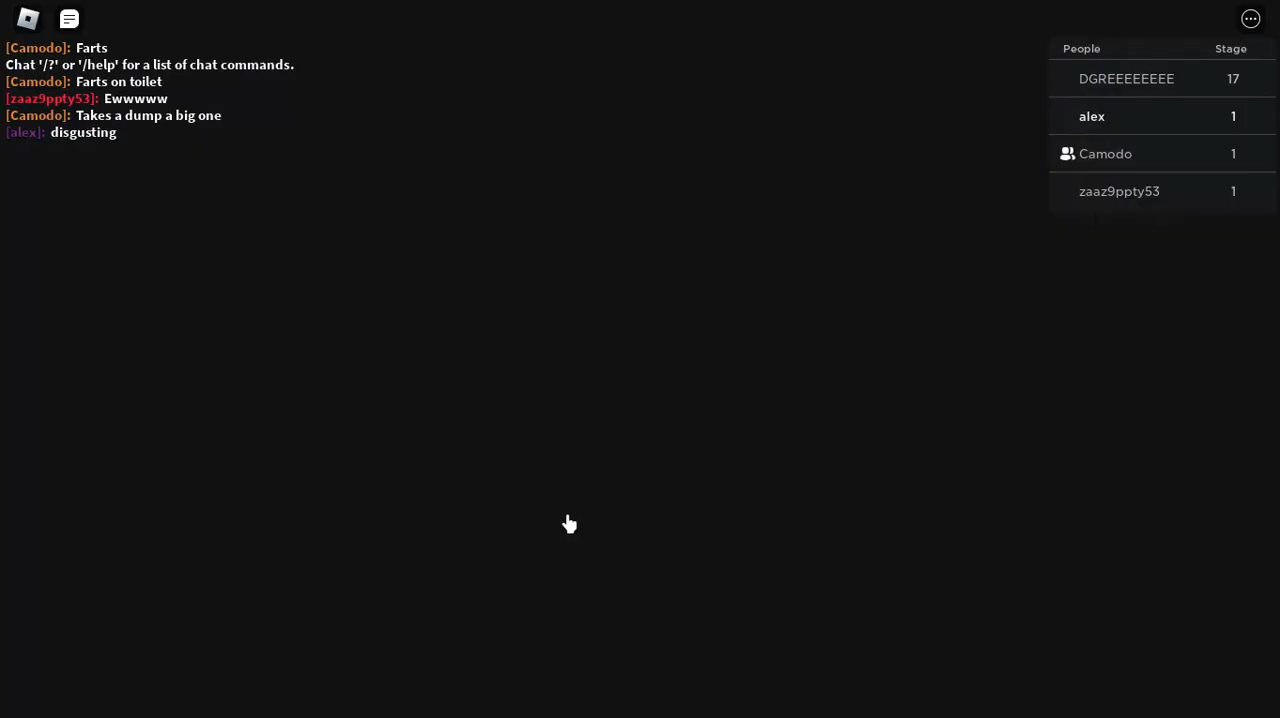 [Camodo]: Farts
Chat '/?' or '/help' for a list of chat commands.
[Camodo]: Farts on toilet
[zaaz9ppty53]: Ewwwww
[Camodo]: Takes a dump a big one
[alex]: disgusting
People Stage
DGREEEEEEEE 17
alex 1
Camodo 1
zaaz9ppty53 1